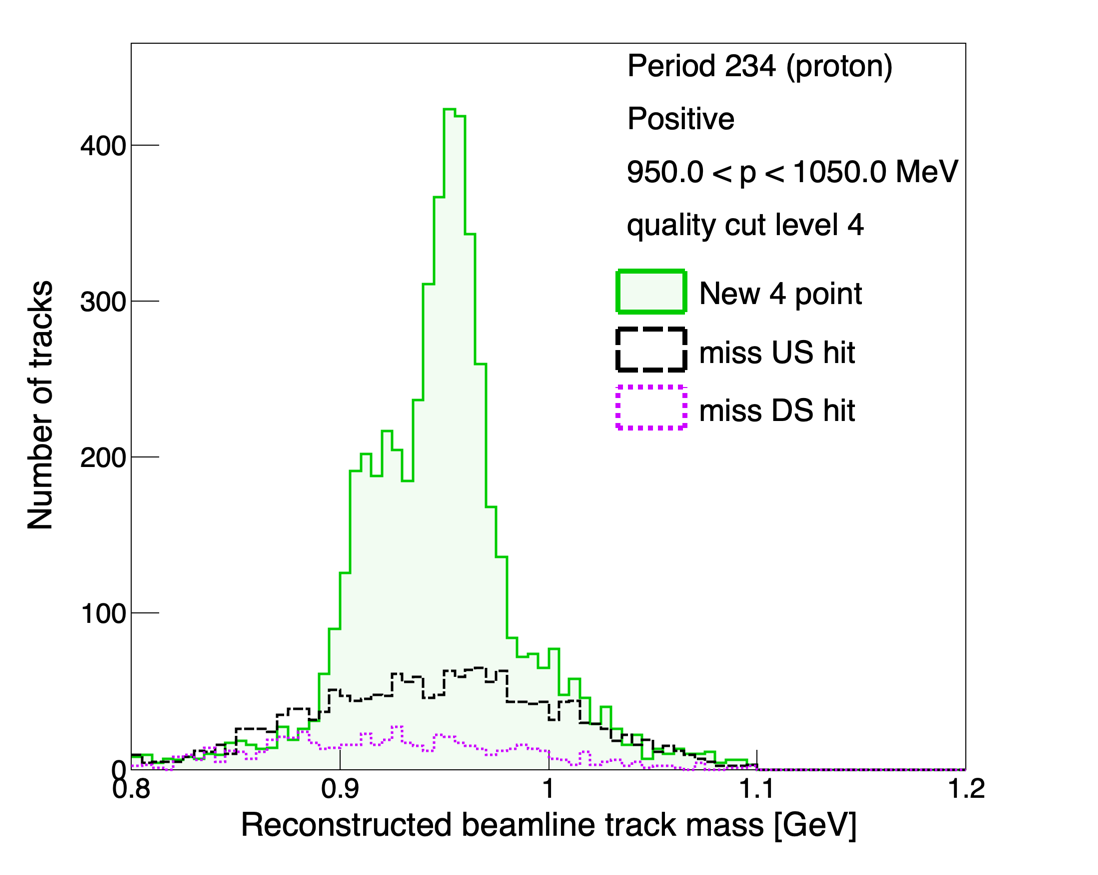 Period 234 (proton)
Positive
950.0 < p < 1050.0 MeV
quality cut level 4
New 4 point
miss US hit
miss DS hit
Number of tracks
400
300
200
100
0
0.8
0.9
1
1.1
1.2
Reconstructed beamline track mass [GeV]